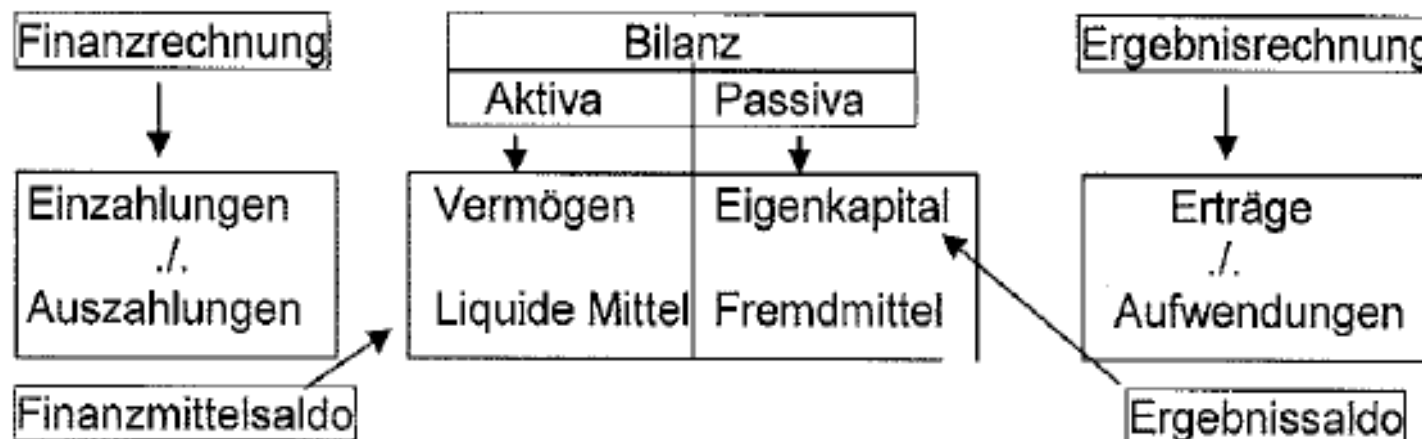 Finanzrechnung
Bilanz
Ergebnisrechnung
Aktiva
Passiva
Einzahlungen
./.
Auszahlungen
Vermögen
Liquide Mittel
Eigenkapital
Fremdmittel
Erträge
./.
Aufwendungen
Finanzmittelsaldo
Ergebnissaldo